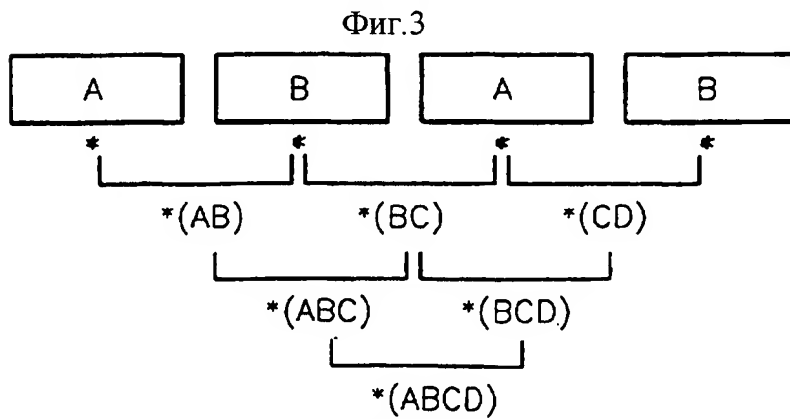 Фиг.3
A B A B
* * * *
*(AB) *(BC) *(CD)
*(ABC) *(BCD)
*(ABCD)